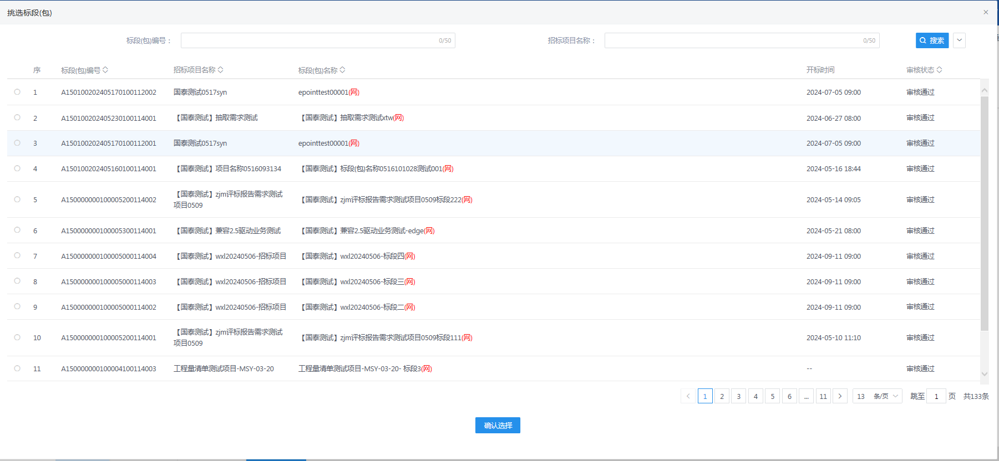 挑选标段(包)
标段(包)编号： 0/50 招标项目名称： 0/50 搜索
序 标段(包)编号 招标项目名称 标段(包)名称 开标时间 审核状态
1 A150100202405170100112002 国泰测试0517syn epointtest00001(网) 2024-07-05 09:00 审核通过
2 A150100202405230100114001 【国泰测试】抽取需求测试 【国泰测试】抽取需求测试xtw(网) 2024-06-27 08:00 审核通过
3 A150100202405170100112001 国泰测试0517syn epointtest00001(网) 2024-07-05 09:00 审核通过
4 A150100202405160100114001 【国泰测试】项目名称0516093134 【国泰测试】标段(包)名称0516101028测试001(网) 2024-05-16 18:44 审核通过
5 A150000000100005200114002 【国泰测试】zjm评标报告需求测试
项目0509 【国泰测试】zjm评标报告需求测试项目0509标段222(网) 2024-05-14 09:05 审核通过
6 A150000000100005300114001 【国泰测试】兼容2.5驱动业务测试 【国泰测试】兼容2.5驱动业务测试-edge(网) 2024-05-21 08:00 审核通过
7 A150000000100005000114004 【国泰测试】wxl20240506-招标项目 【国泰测试】wxl20240506-标段四(网) 2024-09-11 09:00 审核通过
8 A150000000100005000114003 【国泰测试】wxl20240506-招标项目 【国泰测试】wxl20240506-标段三(网) 2024-09-11 09:00 审核通过
9 A150000000100005000114002 【国泰测试】wxl20240506-招标项目 【国泰测试】wxl20240506-标段二(网) 2024-09-11 09:00 审核通过
10 A150000000100005200114001 【国泰测试】zjm评标报告需求测试
项目0509 【国泰测试】zjm评标报告需求测试项目0509标段111(网) 2024-05-10 11:10 审核通过
11 A150000000100004100114003 工程量清单测试项目-MSY-03-20 工程量清单测试项目-MSY-03-20- 标段3(网) -- 审核通过
1 2 3 4 5 6 ... 11 13 条/页 跳至 1 页 共133条
确认选择